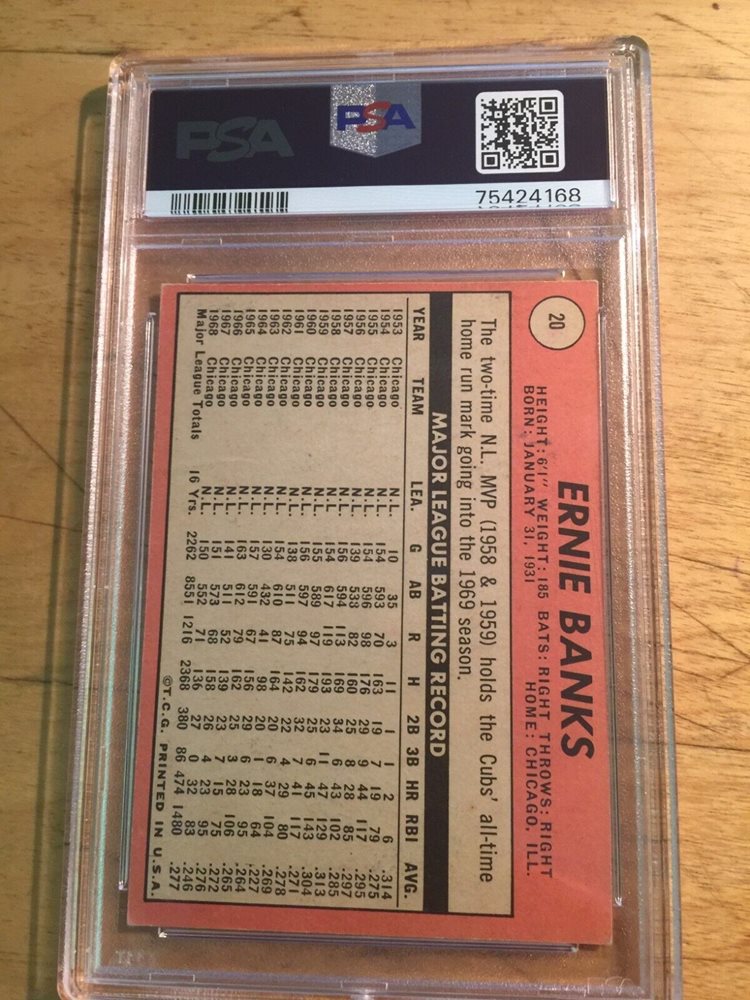 PSA
PSA
75424168
20
ERNIE BANKS
HEIGHT: 6'1" WEIGHT: 185 BATS: RIGHT THROWS: RIGHT
BORN: JANUARY 31, 1931 HOME: CHICAGO, ILL.
The two-time N.L. MVP (1958 & 1959) holds the Cubs' all-time
home run mark going into the 1969 season.
MAJOR LEAGUE BATTING RECORD
YEAR TEAM LEA. G AB R H 2B 3B HR RBI AVG.
1953 Chicago N.L. 10 35 3 11 1 1 2 6 .314
1954 Chicago N.L. 154 593 70 163 19 7 19 79 .275
1955 Chicago N.L. 154 596 98 176 29 9 44 117 .295
1956 Chicago N.L. 139 538 82 160 25 8 28 85 .297
1957 Chicago N.L. 156 594 113 169 34 6 43 102 .285
1958 Chicago N.L. 154 617 119 193 23 11 47 129 .313
1959 Chicago N.L. 155 589 97 179 25 6 45 143 .304
1960 Chicago N.L. 156 597 94 162 32 7 41 117 .271
1961 Chicago N.L. 138 511 75 142 22 4 29 80 .278
1962 Chicago N.L. 154 610 87 164 20 6 37 104 .269
1963 Chicago N.L. 130 432 41 98 20 1 18 64 .227
1964 Chicago N.L. 157 591 67 156 29 6 23 95 .264
1965 Chicago N.L. 163 612 79 162 25 3 28 106 .265
1966 Chicago N.L. 141 511 52 139 23 7 15 75 .272
1967 Chicago N.L. 151 573 68 158 26 4 23 95 .276
1968 Chicago N.L. 150 552 71 136 27 0 32 83 .246
Major League Totals 16 Yrs. 2262 8551 1216 2368 380 86 474 1480 .277
©T.C.G. PRINTED IN U.S.A.